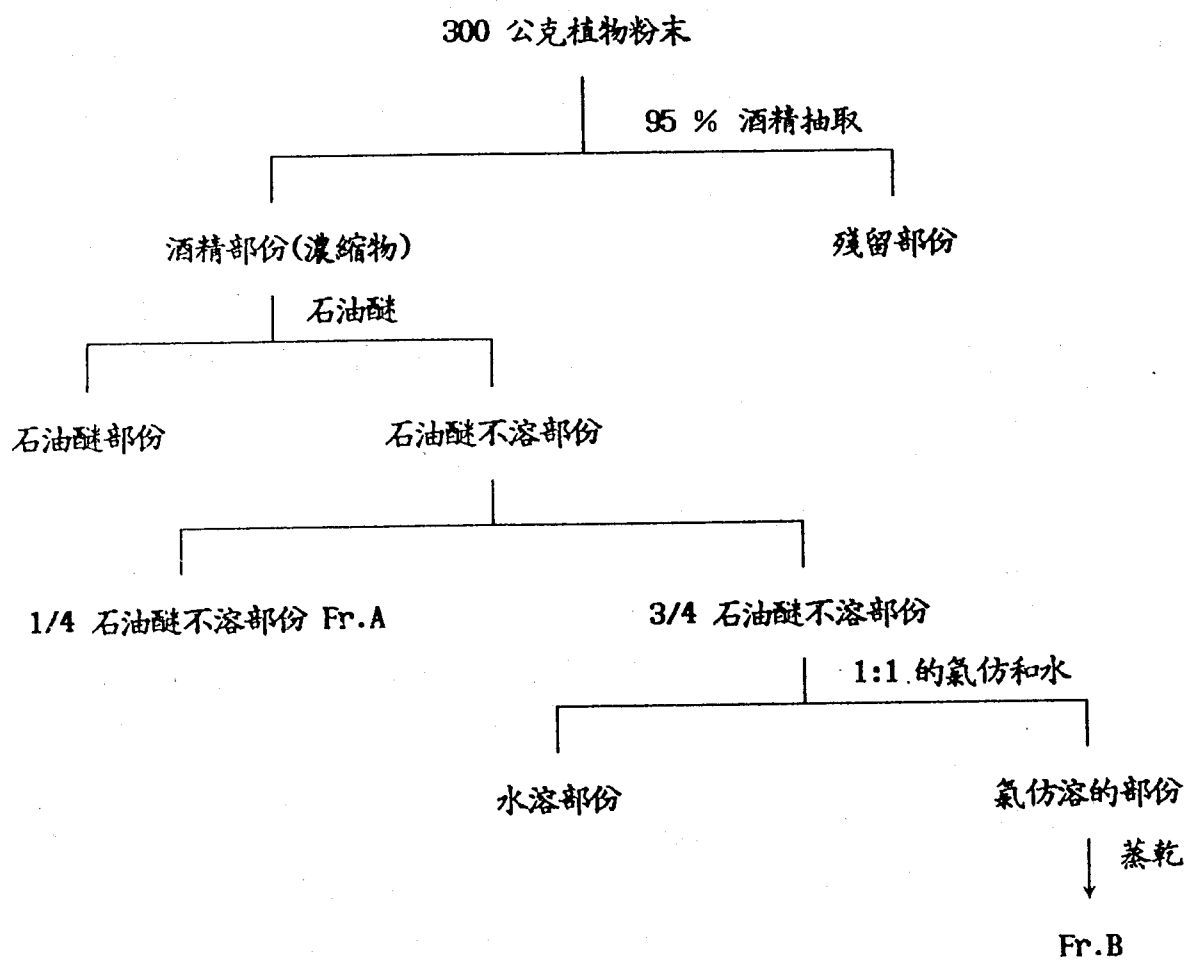 300 公克植物粉末
95 % 酒精抽取
酒精部份(濃縮物)
殘留部份
石油醚
石油醚部份
石油醚不溶部份
1/4 石油醚不溶部份 Fr.A
3/4 石油醚不溶部份
1:1 的氯仿和水
水溶部份
氯仿溶的部份
蒸乾
Fr.B